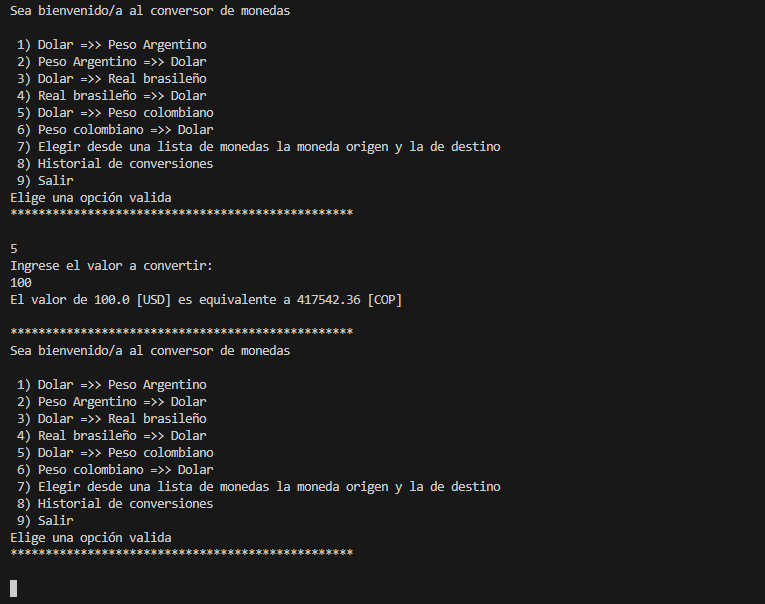 Sea bienvenido/a al conversor de monedas
1) Dolar =>> Peso Argentino
2) Peso Argentino =>> Dolar
3) Dolar =>> Real brasileño
4) Real brasileño =>> Dolar
5) Dolar =>> Peso colombiano
6) Peso colombiano =>> Dolar
7) Elegir desde una lista de monedas la moneda origen y la de destino
8) Historial de conversiones
9) Salir
Elige una opción valida
*************************************************
5
Ingrese el valor a convertir:
100
El valor de 100.0 [USD] es equivalente a 417542.36 [COP]
*************************************************
Sea bienvenido/a al conversor de monedas
1) Dolar =>> Peso Argentino
2) Peso Argentino =>> Dolar
3) Dolar =>> Real brasileño
4) Real brasileño =>> Dolar
5) Dolar =>> Peso colombiano
6) Peso colombiano =>> Dolar
7) Elegir desde una lista de monedas la moneda origen y la de destino
8) Historial de conversiones
9) Salir
Elige una opción valida
*************************************************